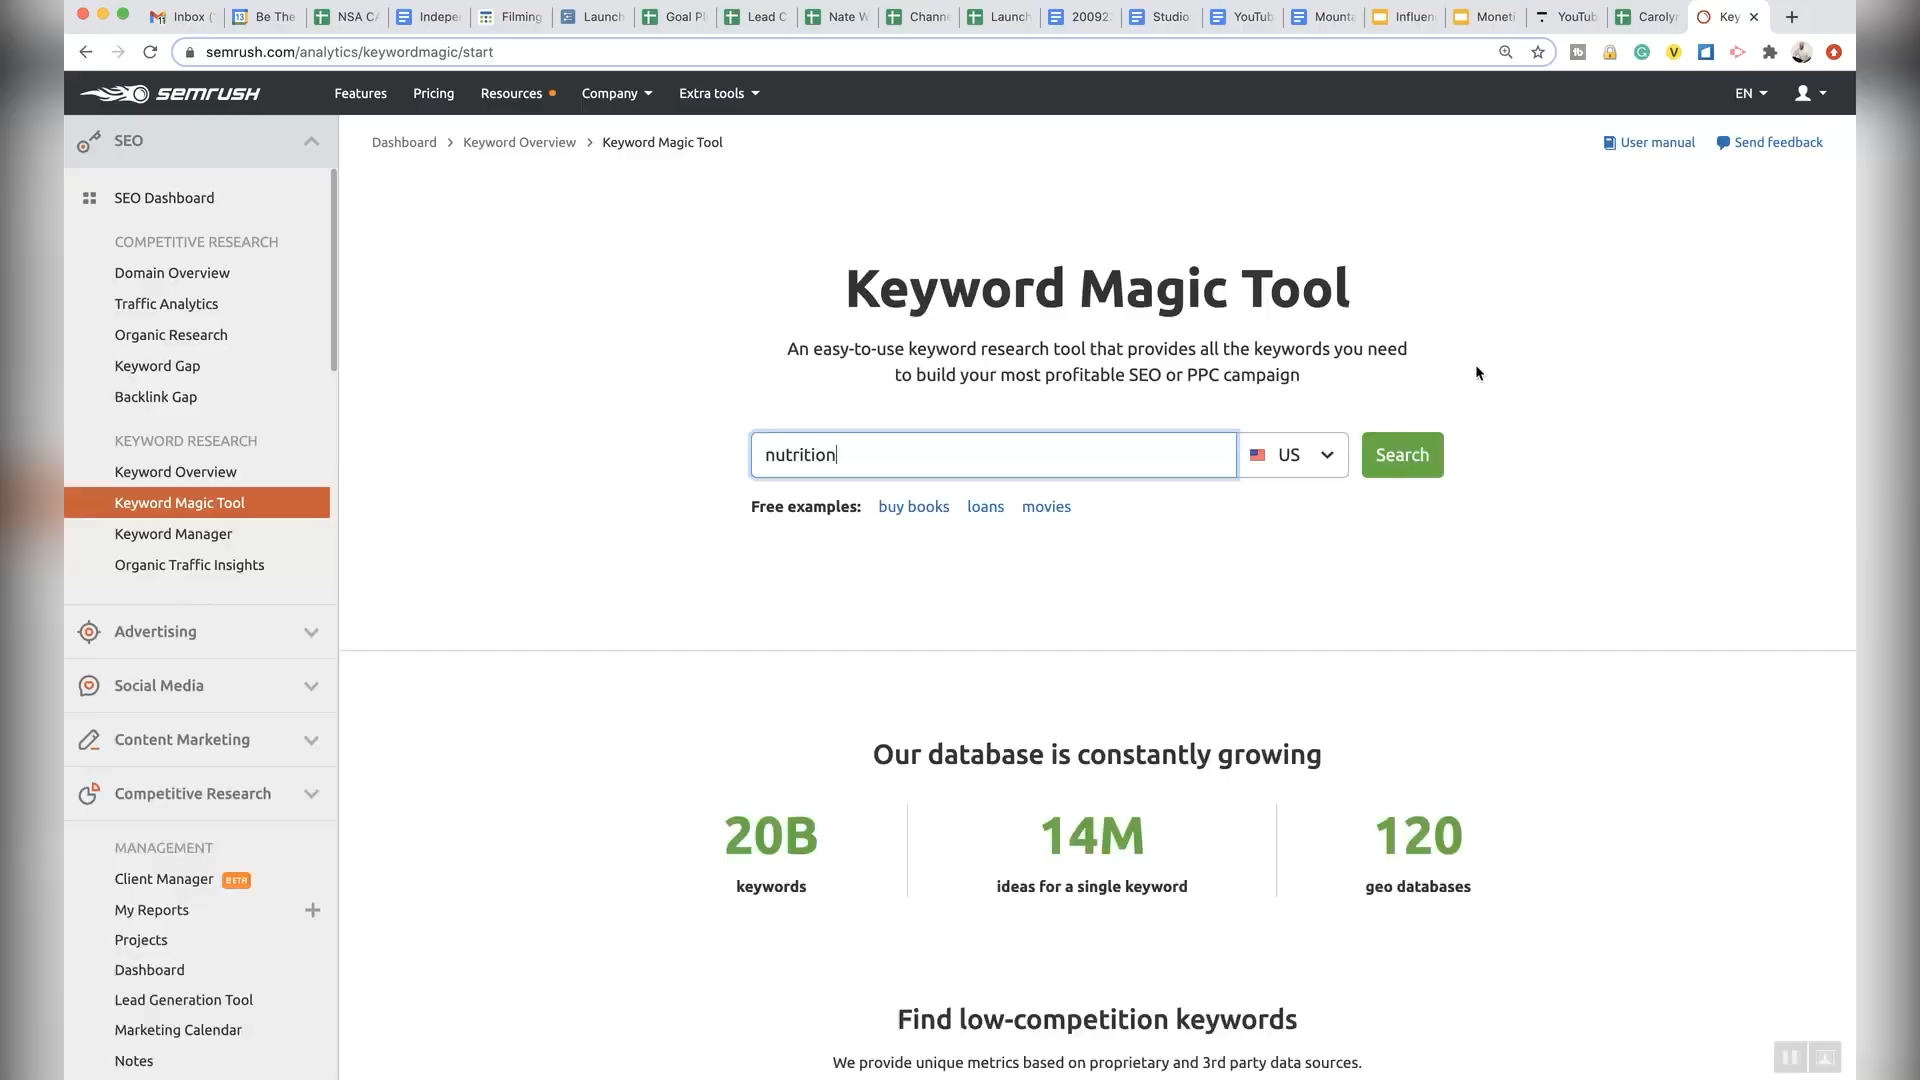 Inbox (
Be The
NSA CA
Indepe
Filming
Launch
Goal Pl
Lead C
Nate W
Channe
Launch
20092
Studio
YouTub
Mounta
Influen
Moneti
YouTub
Carolyn
Key
semrush.com/analytics/keywordmagic/start
SEMRUSH
Features
Pricing
Resources
Company
Extra tools
EN
SEO
SEO Dashboard
COMPETITIVE RESEARCH
Domain Overview
Traffic Analytics
Organic Research
Keyword Gap
Backlink Gap
KEYWORD RESEARCH
Keyword Overview
Keyword Magic Tool
Keyword Manager
Organic Traffic Insights
Advertising
Social Media
Content Marketing
Competitive Research
MANAGEMENT
Client Manager BETA
My Reports
Projects
Dashboard
Lead Generation Tool
Marketing Calendar
Notes
Dashboard > Keyword Overview > Keyword Magic Tool
User manual
Send feedback
Keyword Magic Tool
An easy-to-use keyword research tool that provides all the keywords you need
to build your most profitable SEO or PPC campaign
nutrition
US
Search
Free examples: buy books loans movies
Our database is constantly growing
20B
keywords
14M
ideas for a single keyword
120
geo databases
Find low-competition keywords
We provide unique metrics based on proprietary and 3rd party data sources.